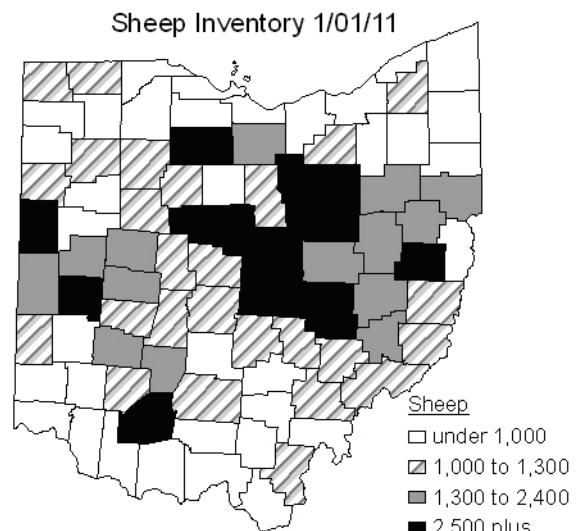 Sheep Inventory 1/01/11
Sheep
under 1,000
1,000 to 1,300
1,300 to 2,400
2,500 plus